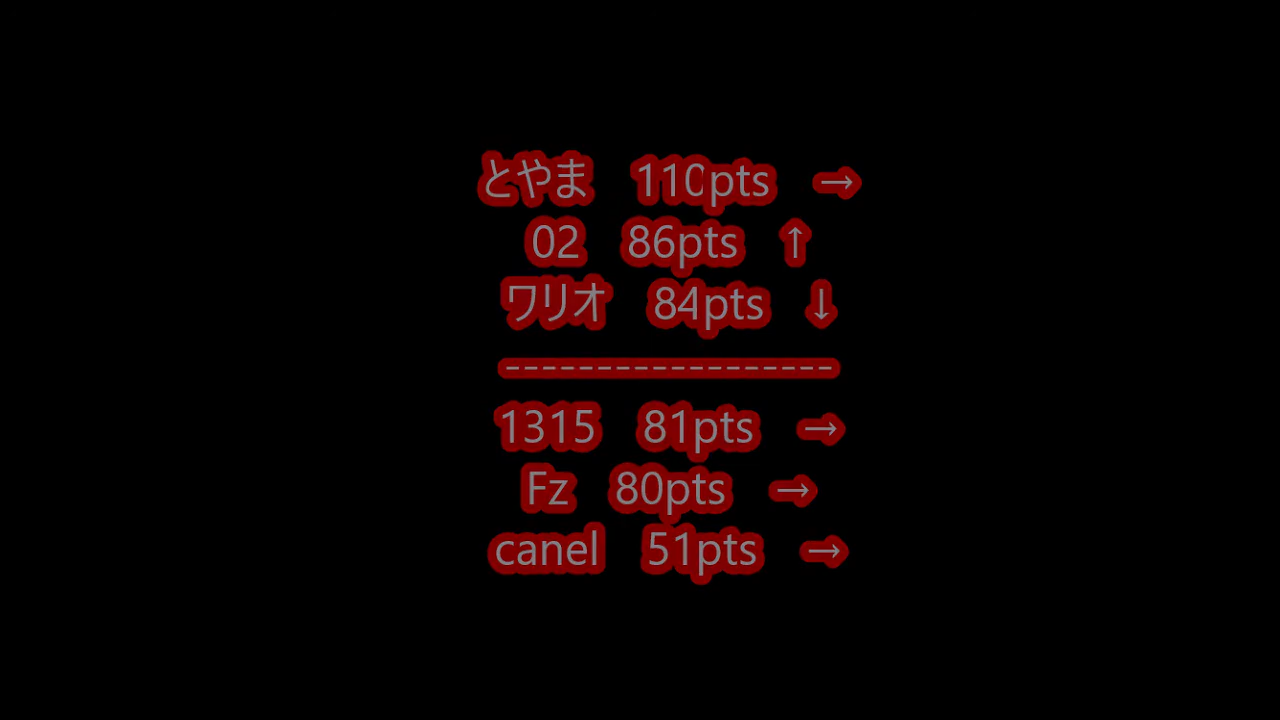 とやま　110pts　→
02　86pts　↑
ワリオ　84pts　↓
------------------
1315　81pts　→
Fz　80pts　→
canel　51pts　→